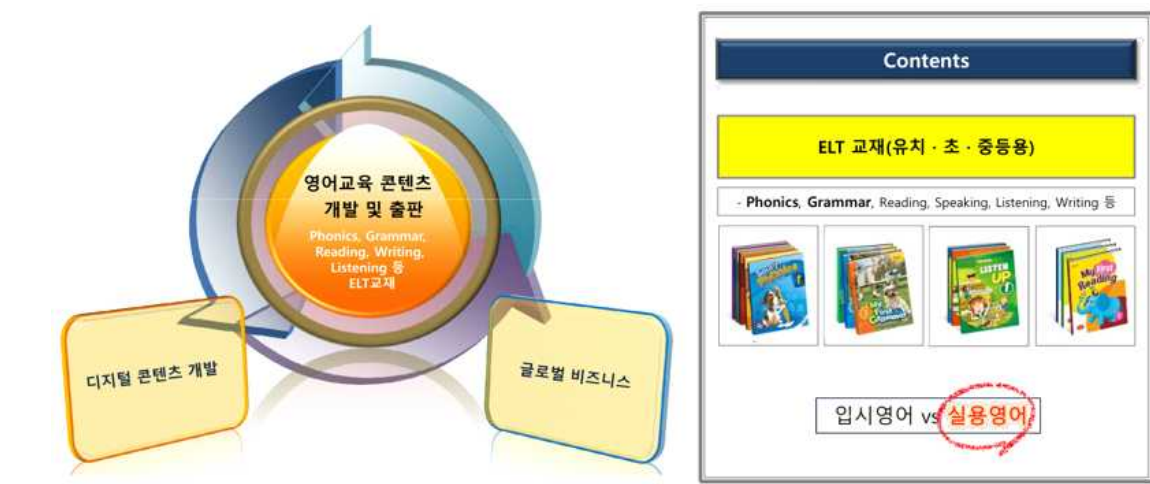 영어교육 콘텐츠
개발 및 출판
Phonics, Grammar,
Reading, Writing,
Listening 등
ELT교재
디지털 콘텐츠 개발
글로벌 비즈니스
Contents
ELT 교재(유치 · 초 · 중등용)
- Phonics, Grammar, Reading, Speaking, Listening, Writing 등
My First
Grammar
LISTEN
UP
My First
Reading
입시영어 vs 실용영어